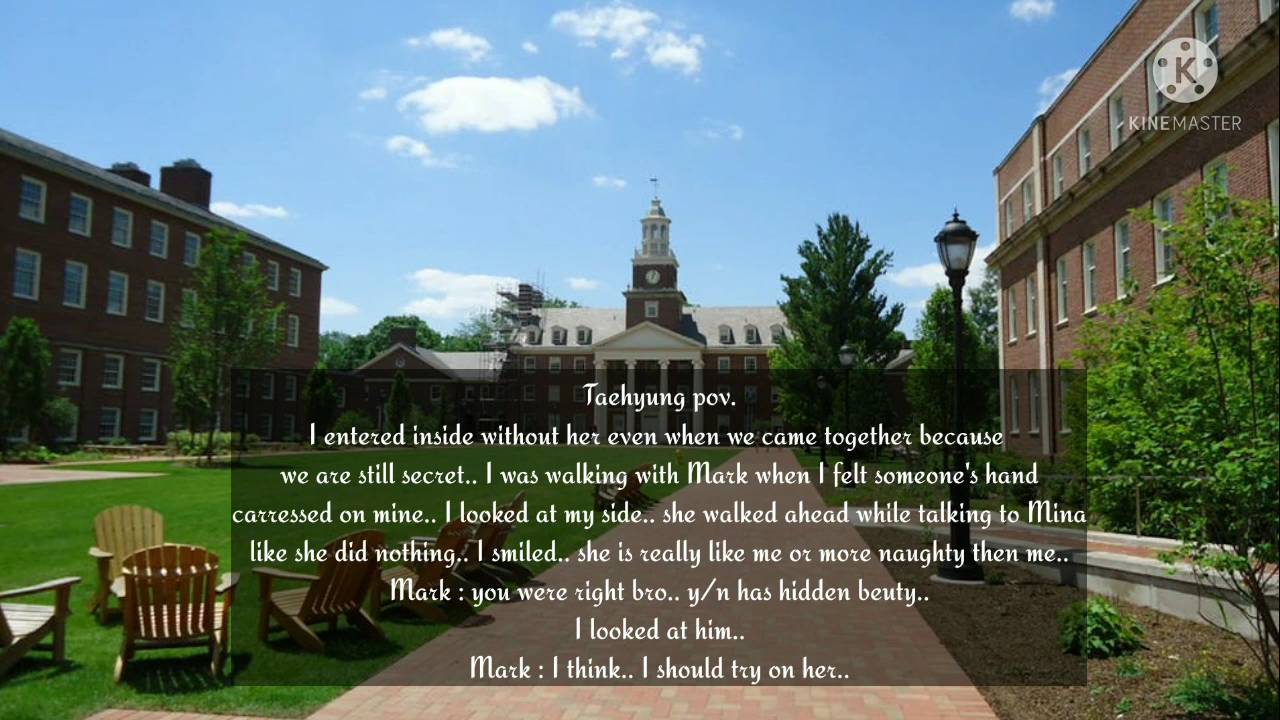 K
KINEMASTER
Taehyung pov.
I entered inside without her even when we came together because
we are still secret.. I was walking with Mark when I felt someone's hand
carressed on mine.. I looked at my side.. she walked ahead while talking to Mina
like she did nothing.. I smiled.. she is really like me or more naughty then me..
Mark : you were right bro.. y/n has hidden beuty..
I looked at him..
Mark : I think.. I should try on her..